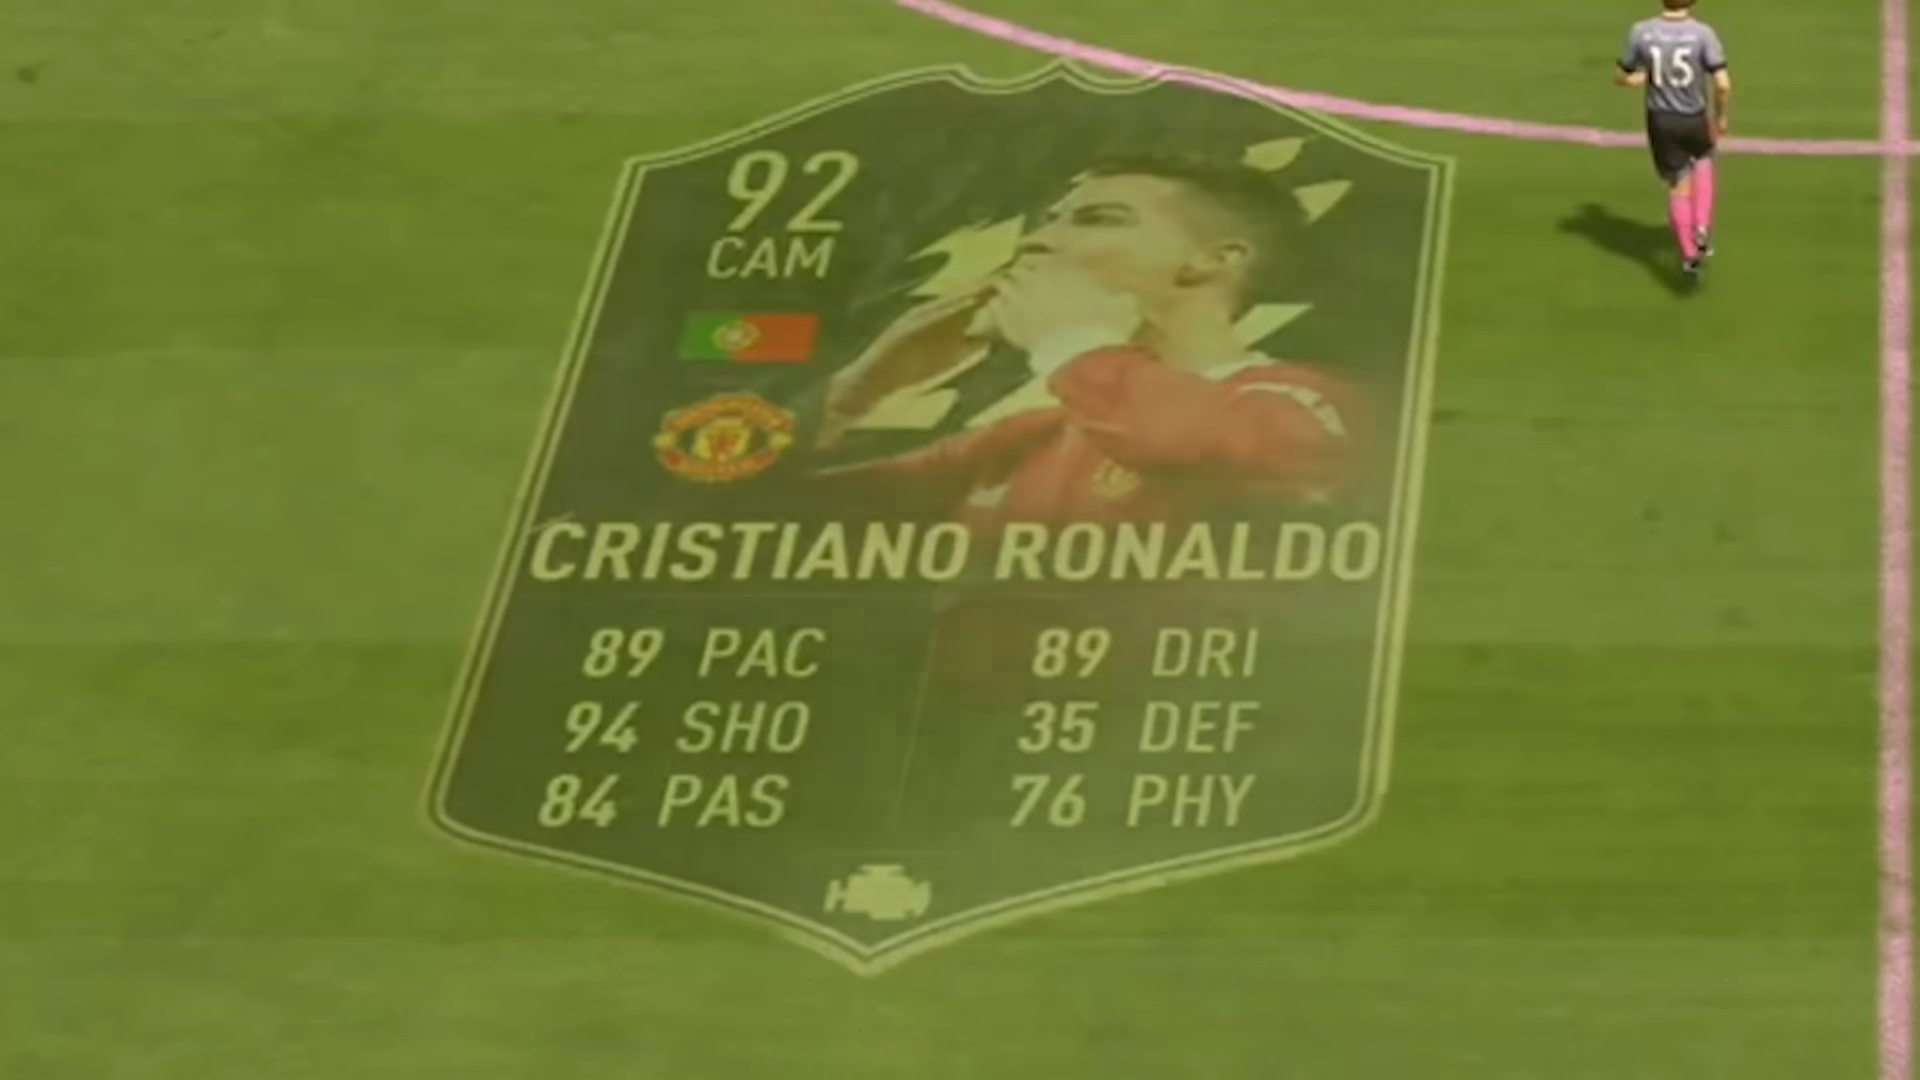 15
92
CAM
CRISTIANO RONALDO
89 PAC
94 SHO
84 PAS
89 DRI
35 DEF
76 PHY